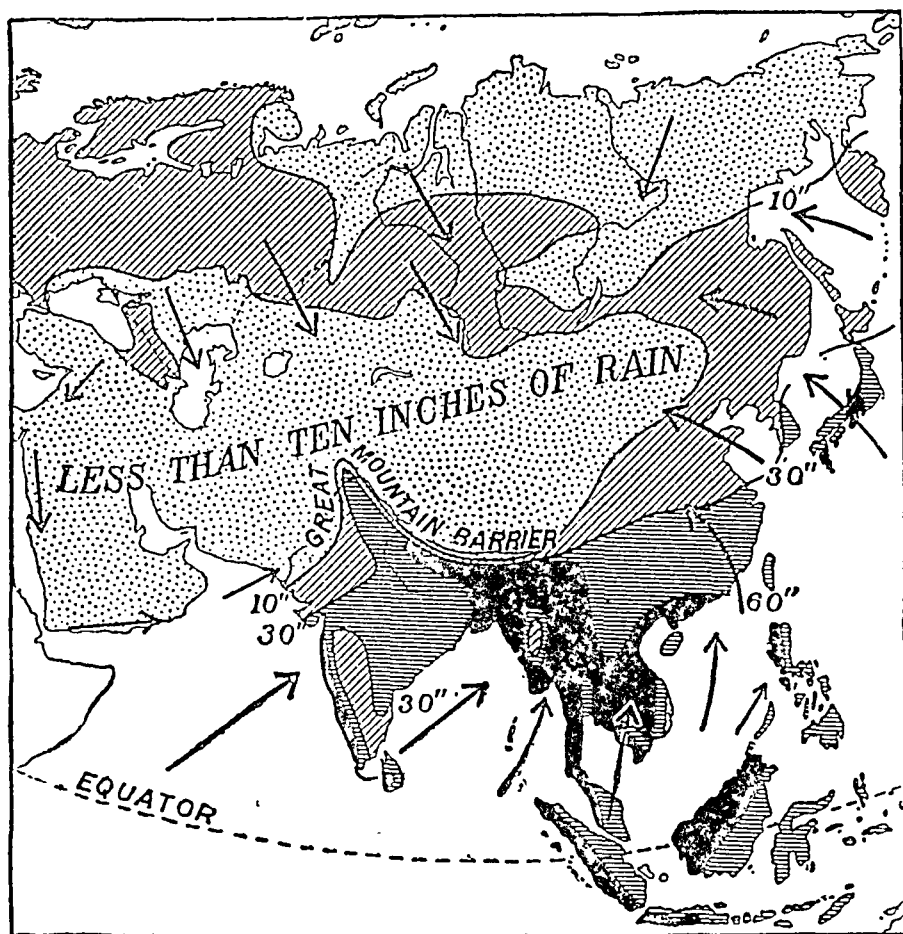 10"
LESS THAN TEN INCHES OF RAIN
GREAT MOUNTAIN BARRIER
30"
10"
30"
60"
30"
EQUATOR